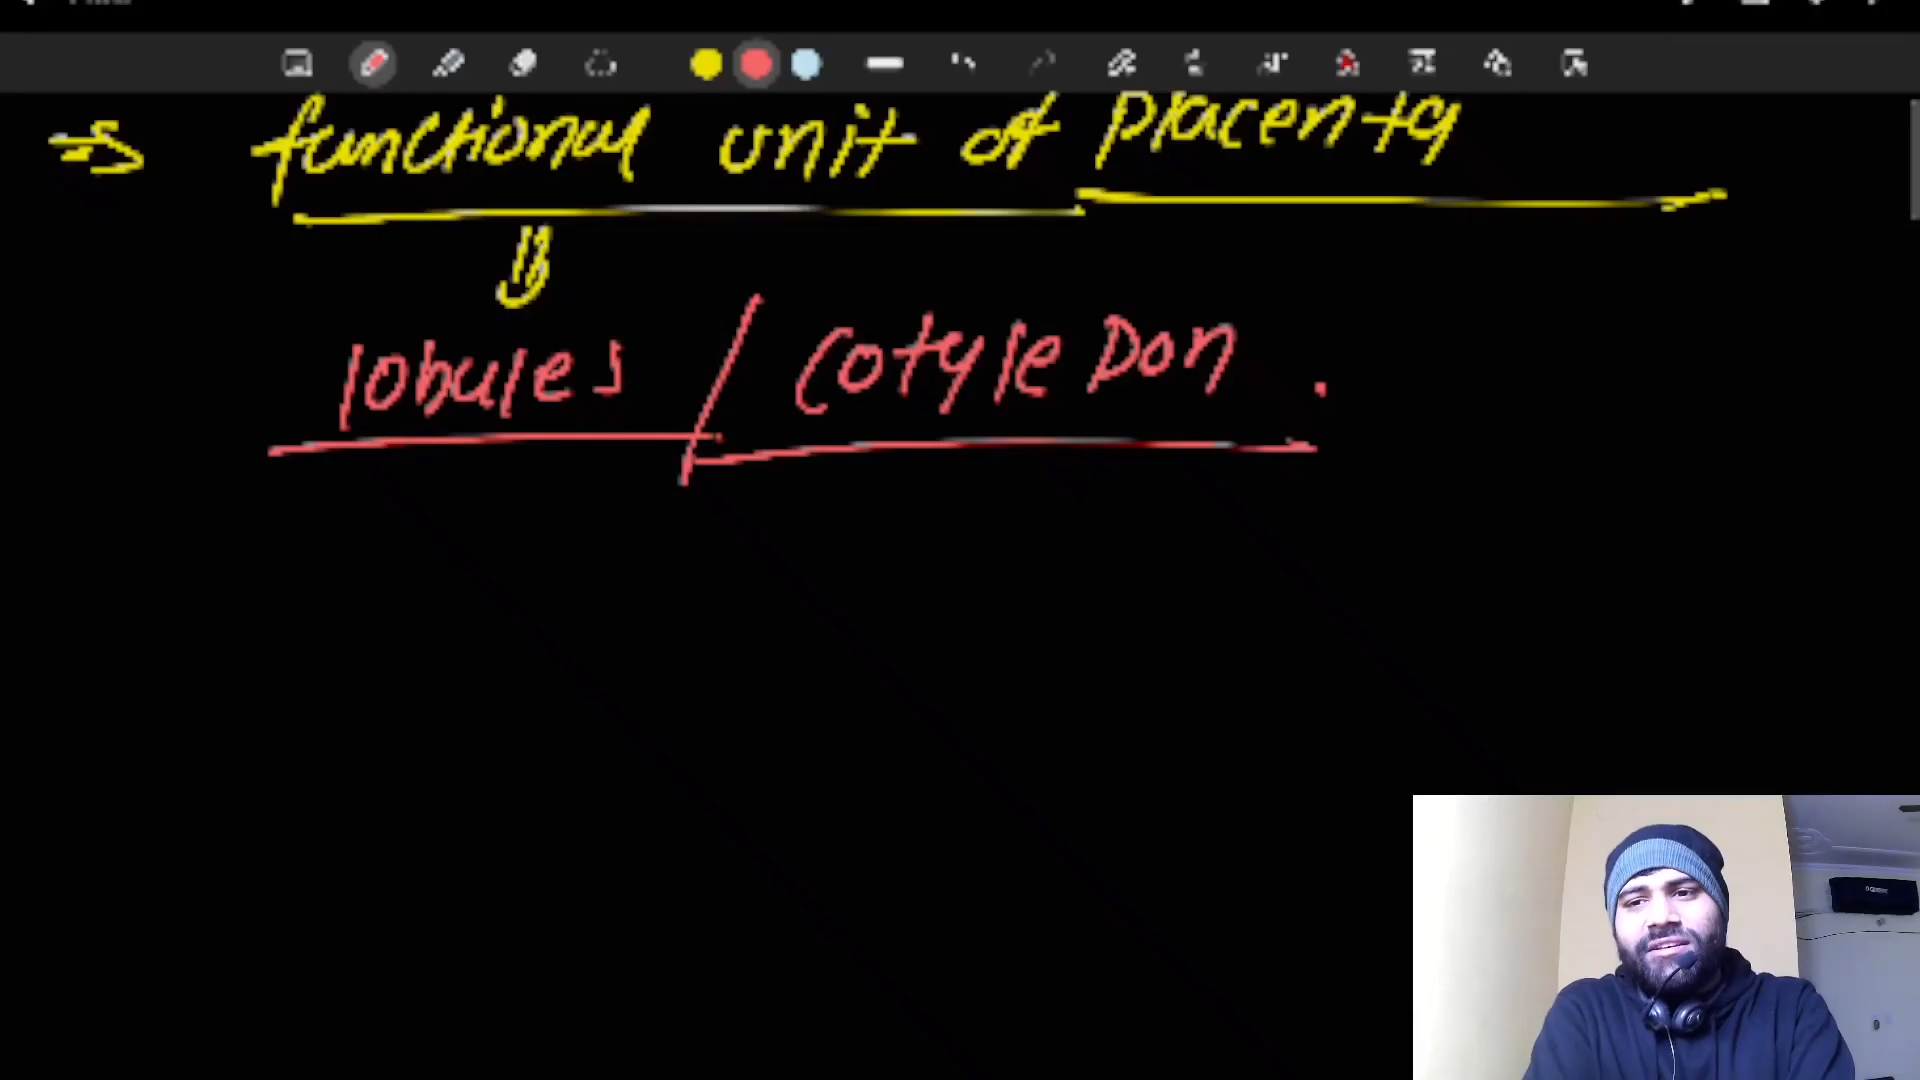 ⇒ functional unit of placenta
⇓
lobules / CotyleDon .